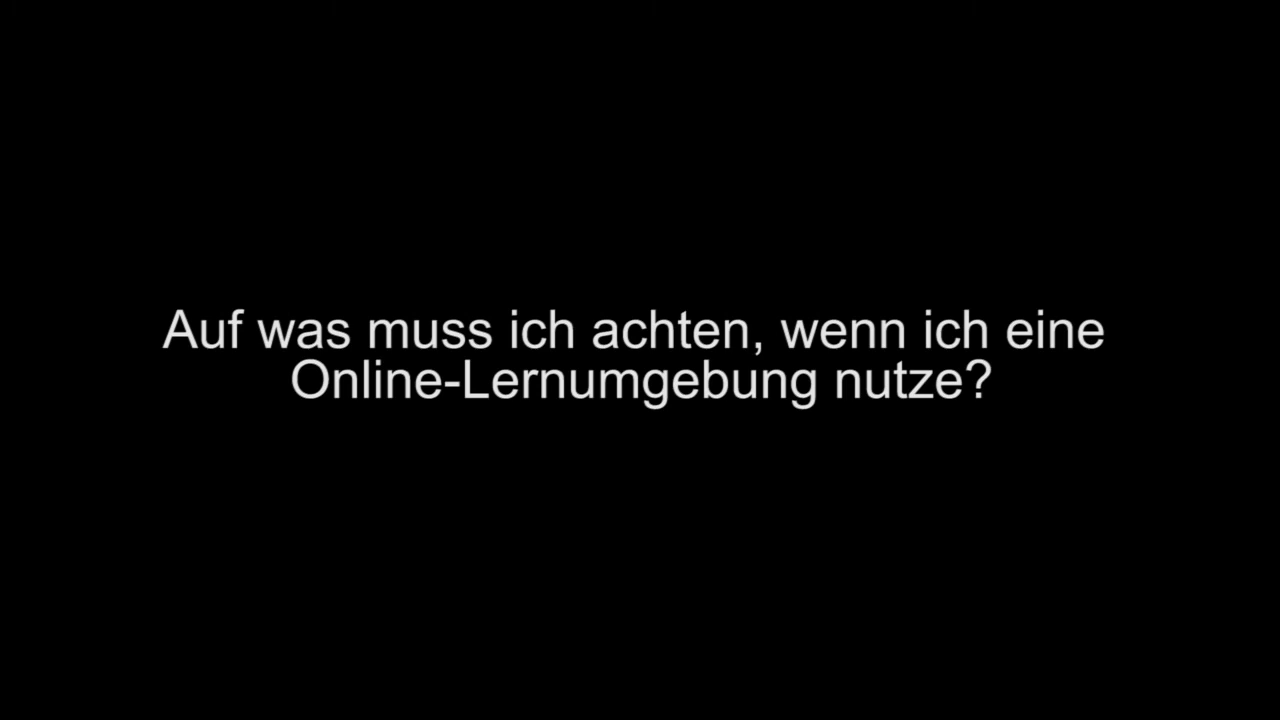 Auf was muss ich achten, wenn ich eine
Online-Lernumgebung nutze?